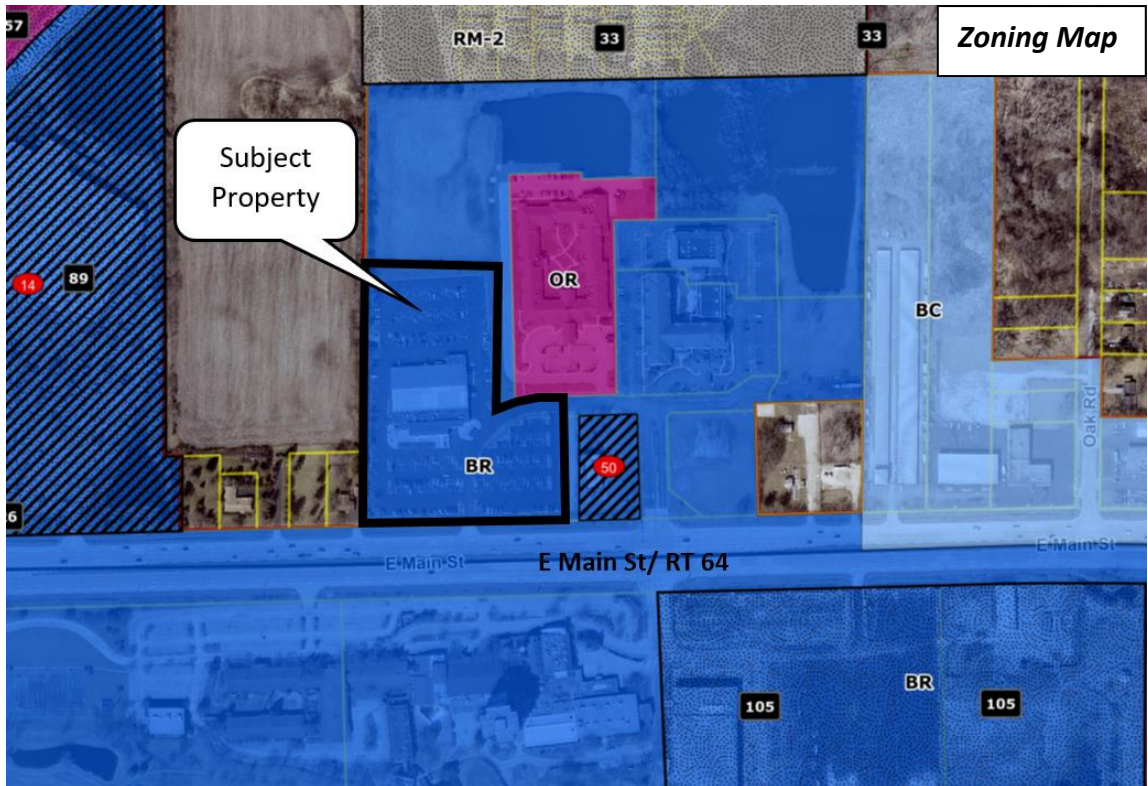 57
RM-2
33
33
Zoning Map
Subject
Property
14
89
OR
BC
Oak Rd
BR
50
E Main St
E Main St/ RT 64
E Main St
BR
105
105